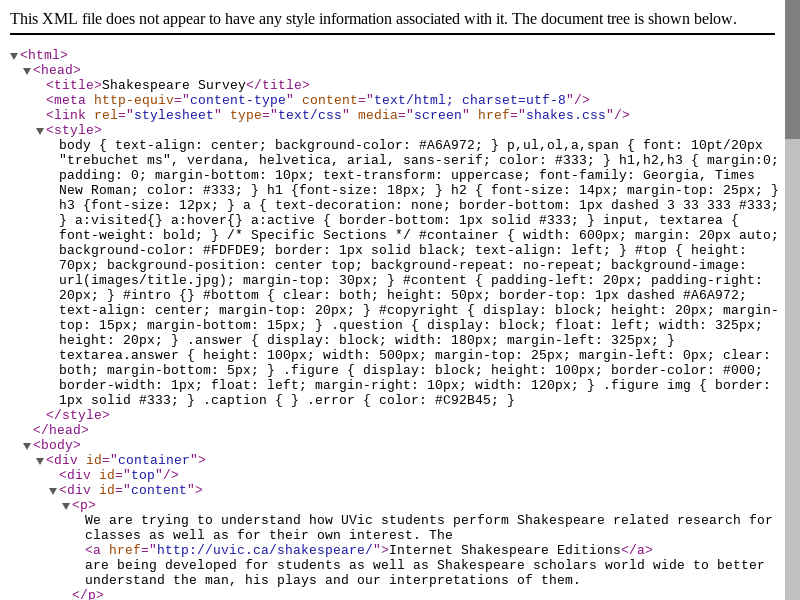 This XML file does not appear to have any style information associated with it. The document tree is shown below.
▼<html>
▼<head>
<title>Shakespeare Survey</title>
<meta http-equiv="content-type" content="text/html; charset=utf-8"/>
<link rel="stylesheet" type="text/css" media="screen" href="shakes.css"/>
▼<style>
body { text-align: center; background-color: #A6A972; } p,ul,ol,a,span { font: 10pt/20px
"trebuchet ms", verdana, helvetica, arial, sans-serif; color: #333; } h1,h2,h3 { margin:0;
padding: 0; margin-bottom: 10px; text-transform: uppercase; font-family: Georgia, Times
New Roman; color: #333; } h1 {font-size: 18px; } h2 { font-size: 14px; margin-top: 25px; }
h3 {font-size: 12px; } a { text-decoration: none; border-bottom: 1px dashed 3 33 333 #333;
} a:visited{} a:hover{} a:active { border-bottom: 1px solid #333; } input, textarea {
font-weight: bold; } /* Specific Sections */ #container { width: 600px; margin: 20px auto;
background-color: #FDFDE9; border: 1px solid black; text-align: left; } #top { height:
70px; background-position: center top; background-repeat: no-repeat; background-image:
url(images/title.jpg); margin-top: 30px; } #content { padding-left: 20px; padding-right:
20px; } #intro {} #bottom { clear: both; height: 50px; border-top: 1px dashed #A6A972;
text-align: center; margin-top: 20px; } #copyright { display: block; height: 20px; margin-
top: 15px; margin-bottom: 15px; } .question { display: block; float: left; width: 325px;
height: 20px; } .answer { display: block; width: 180px; margin-left: 325px; }
textarea.answer { height: 100px; width: 500px; margin-top: 25px; margin-left: 0px; clear:
both; margin-bottom: 5px; } .figure { display: block; height: 100px; border-color: #000;
border-width: 1px; float: left; margin-right: 10px; width: 120px; } .figure img { border:
1px solid #333; } .caption { } .error { color: #C92B45; }
</style>
</head>
▼<body>
▼<div id="container">
<div id="top"/>
▼<div id="content">
▼<p>
We are trying to understand how UVic students perform Shakespeare related research for
classes as well as for their own interest. The
<a href="http://uvic.ca/shakespeare/">Internet Shakespeare Editions</a>
are being developed for students as well as Shakespeare scholars world wide to better
understand the man, his plays and our interpretations of them.
</p>